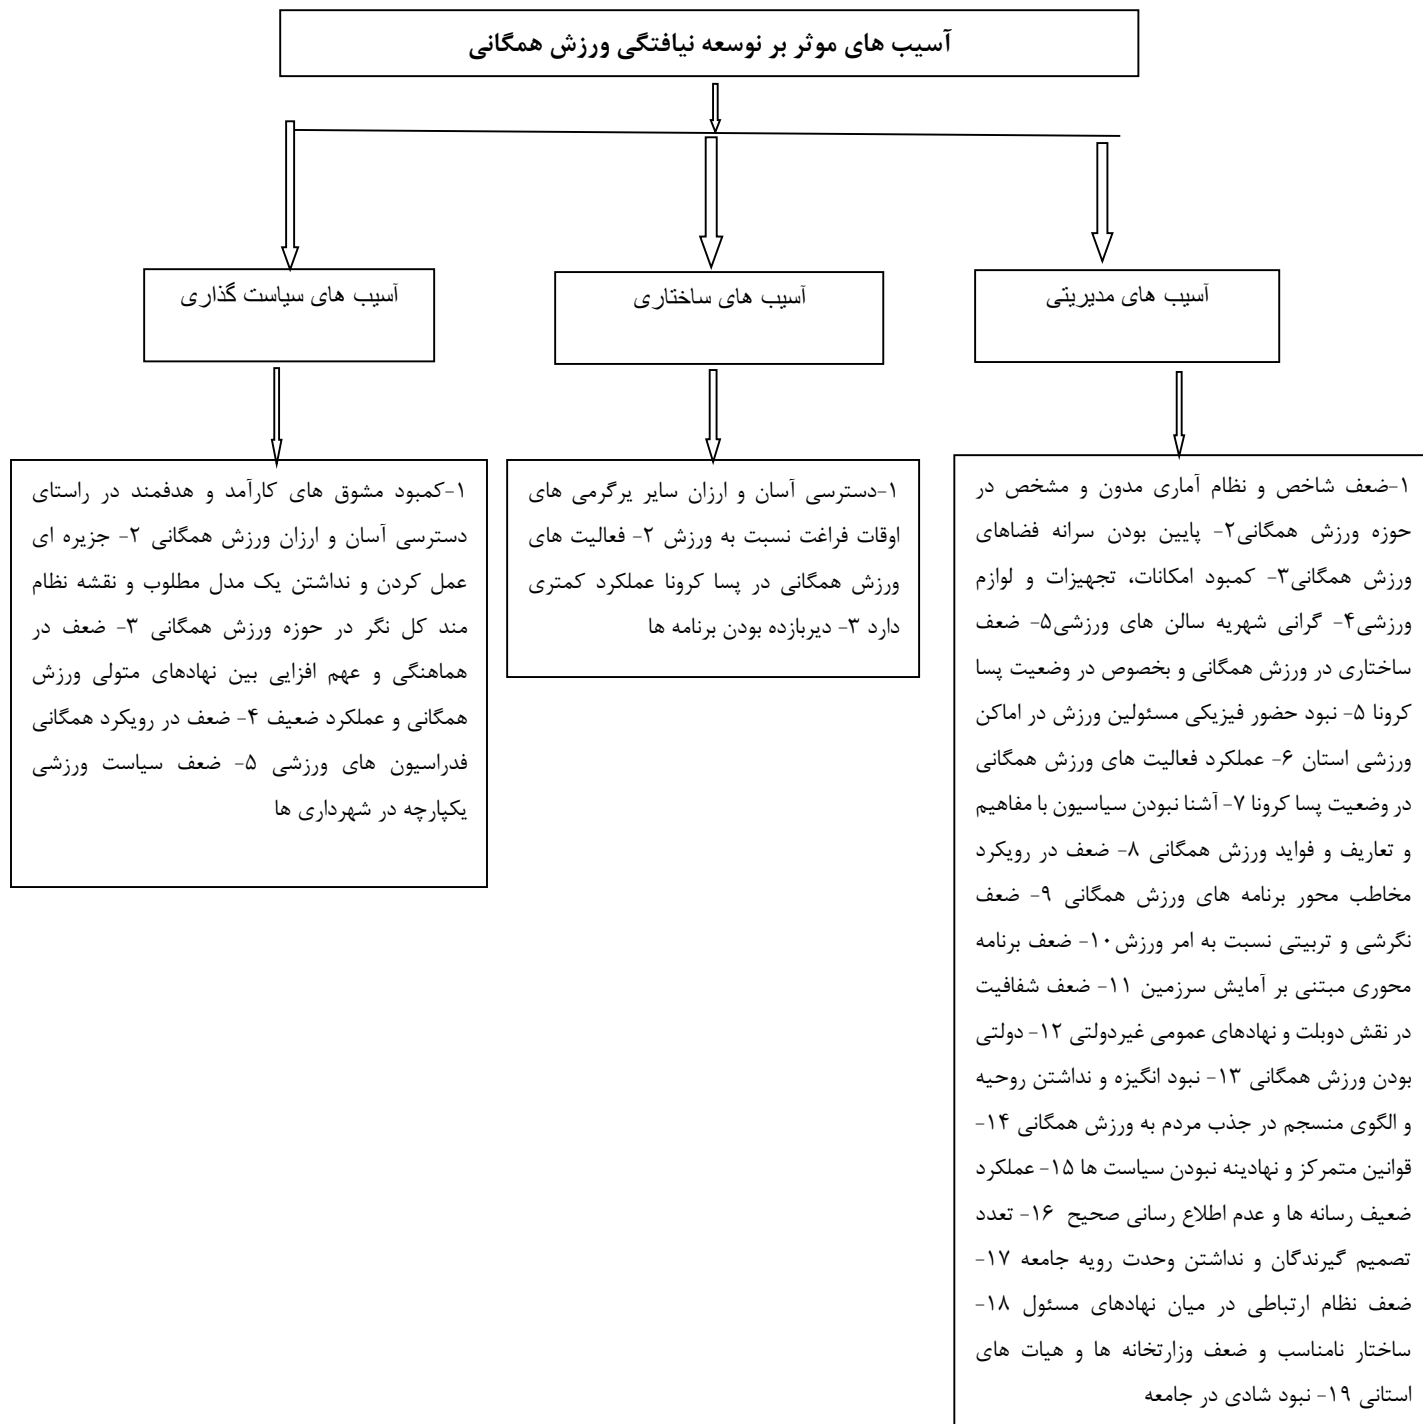 آسیب های موثر بر نوسعه نیافتگی ورزش همگانی
آسیب های مدیریتی
آسیب های ساختاری
آسیب های سیاست گذاری
۱-ضعف شاخص و نظام آماری مدون و مشخص در
حوزه ورزش همگانی۲- پایین بودن سرانه فضاهای
ورزش همگانی۳- کمبود امکانات، تجهیزات و لوازم
ورزشی۴- گرانی شهریه سالن های ورزشی۵- ضعف
ساختاری در ورزش همگانی و بخصوص در وضعیت پسا
کرونا ۵- نبود حضور فیزیکی مسئولین ورزش در اماکن
ورزشی استان ۶- عملکرد فعالیت های ورزش همگانی
در وضعیت پسا کرونا ۷- آشنا نبودن سیاسیون با مفاهیم
و تعاریف و فواید ورزش همگانی ۸- ضعف در رویکرد
مخاطب محور برنامه های ورزش همگانی ۹- ضعف
نگرشی و تربیتی نسبت به امر ورزش۱۰- ضعف برنامه
محوری مبتنی بر آمایش سرزمین ۱۱- ضعف شفافیت
در نقش دوبلت و نهادهای عمومی غیردولتی ۱۲- دولتی
بودن ورزش همگانی ۱۳- نبود انگیزه و نداشتن روحیه
و الگوی منسجم در جذب مردم به ورزش همگانی ۱۴-
قوانین متمرکز و نهادینه نبودن سیاست ها ۱۵- عملکرد
ضعیف رسانه ها و عدم اطلاع رسانی صحیح ۱۶- تعدد
تصمیم گیرندگان و نداشتن وحدت رویه جامعه ۱۷-
ضعف نظام ارتباطی در میان نهادهای مسئول ۱۸-
ساختار نامناسب و ضعف وزارتخانه ها و هیات های
استانی ۱۹- نبود شادی در جامعه
۱-دسترسی آسان و ارزان سایر یرگرمی های
اوقات فراغت نسبت به ورزش ۲- فعالیت های
ورزش همگانی در پسا کرونا عملکرد کمتری
دارد ۳- دیربازده بودن برنامه ها
۱-کمبود مشوق های کارآمد و هدفمند در راستای
دسترسی آسان و ارزان ورزش همگانی ۲- جزیره ای
عمل کردن و نداشتن یک مدل مطلوب و نقشه نظام
مند کل نگر در حوزه ورزش همگانی ۳- ضعف در
هماهنگی و عهم افزایی بین نهادهای متولی ورزش
همگانی و عملکرد ضعیف ۴- ضعف در رویکرد همگانی
فدراسیون های ورزشی ۵- ضعف سیاست ورزشی
یکپارچه در شهرداری ها